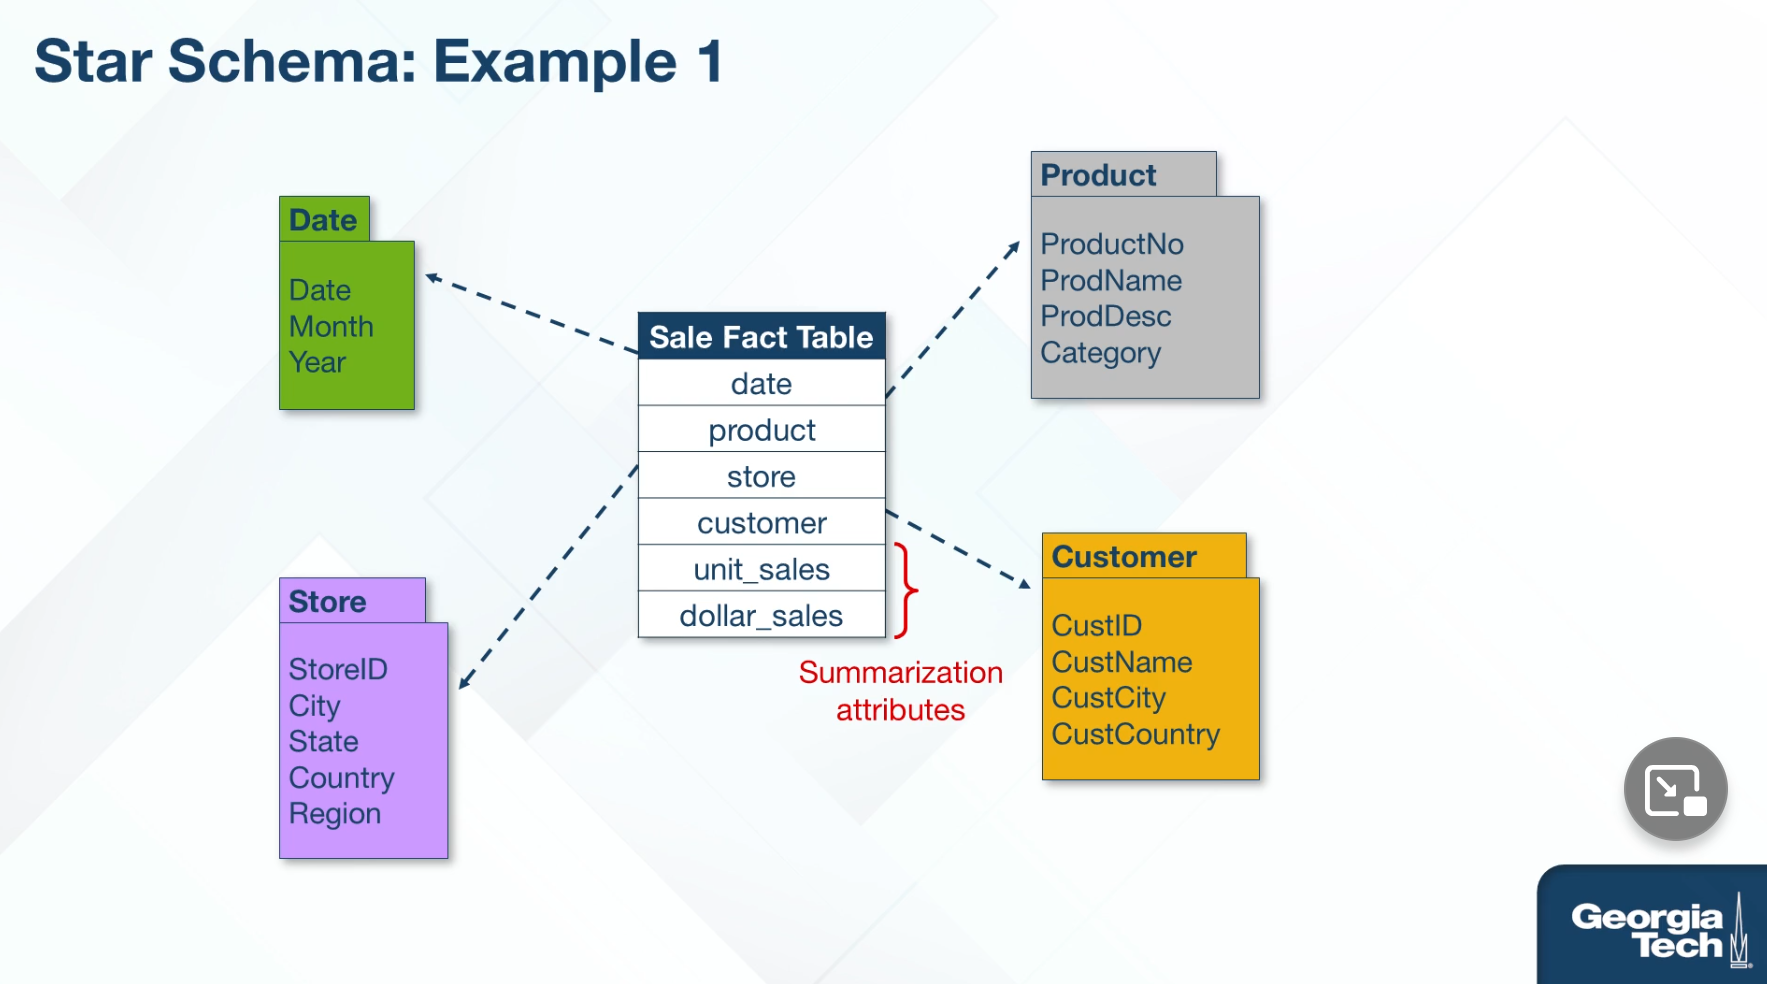 Star Schema: Example 1
Date
Date
Month
Year
Sale Fact Table
date
product
store
customer
unit_sales
dollar_sales
Summarization
attributes
Product
ProductNo
ProdName
ProdDesc
Category
Store
StoreID
City
State
Country
Region
Customer
CustID
CustName
CustCity
CustCountry
Georgia
Tech